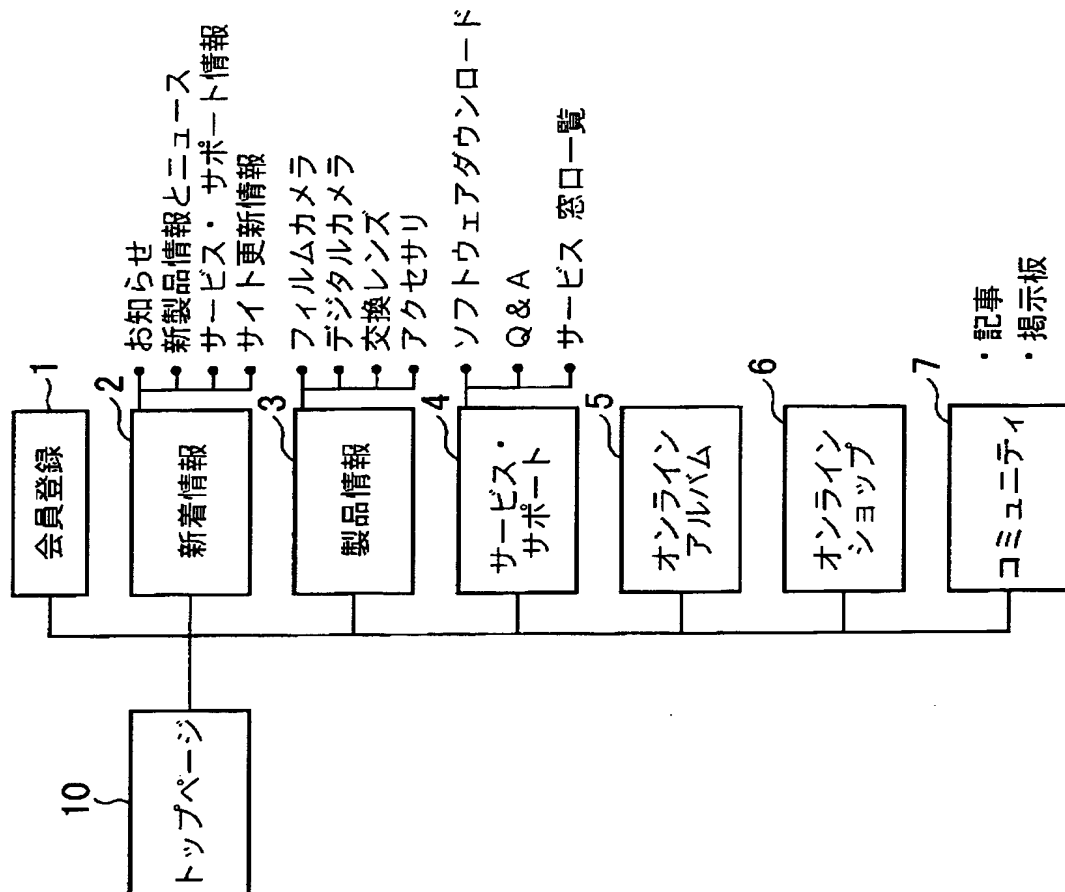 10
トップページ
1
会員登録
2
新着情報
お知らせ
新製品情報とニュース
サービス・サポート情報
サイト更新情報
3
製品情報
フィルムカメラ
デジタルカメラ
交換レンズ
アクセサリ
4
サービス・
サポート
ソフトウェアダウンロード
Q&A
サービス 窓口一覧
5
オンライン
アルバム
6
オンライン
ショップ
7
コミュニティ
・記事
・掲示板